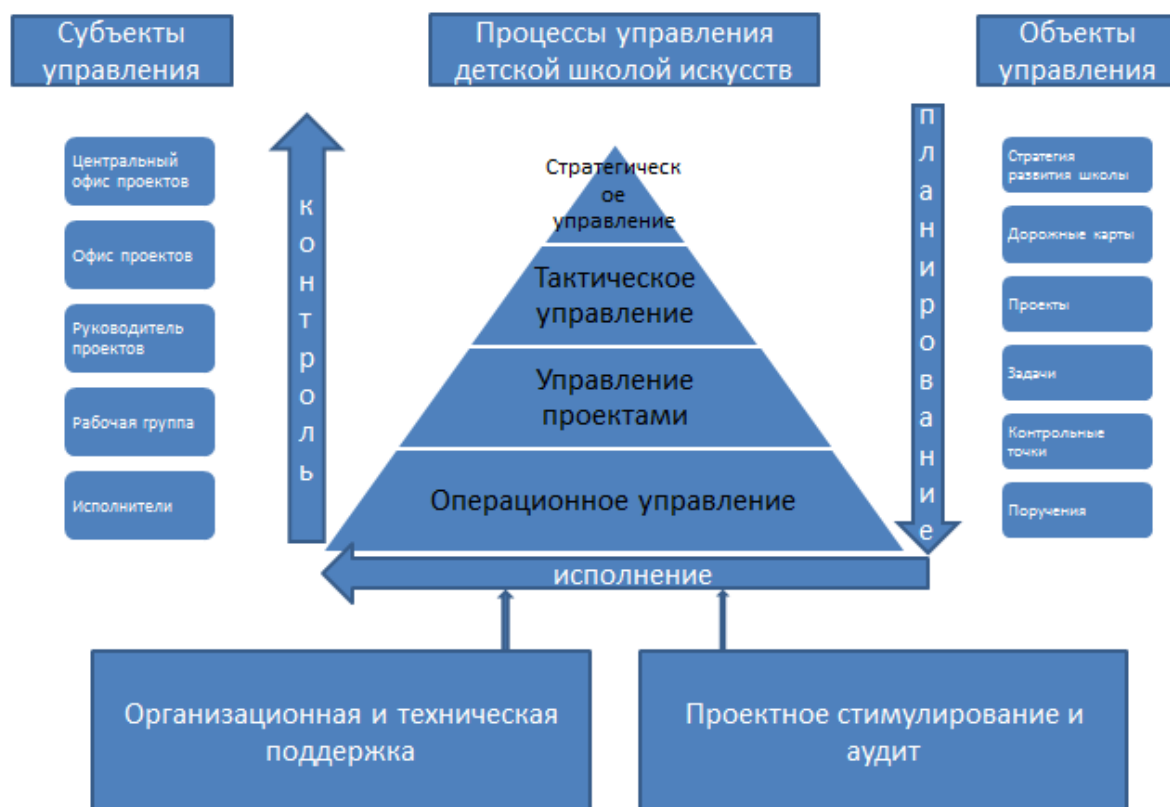 Субъекты
управления
Процессы управления
детской школой искусств
Объекты
управления
Центральный
офис проектов
Офис проектов
Руководитель
проектов
Рабочая группа
Исполнители
контроль
Стратегическ
ое
управление
Тактическое
управление
Управление
проектами
Операционное управление
планирование
Стратегия
развития школы
Дорожные карты
Проекты
Задачи
Контрольные
точки
Поручения
исполнение
Организационная и техническая
поддержка
Проектное стимулирование и
аудит